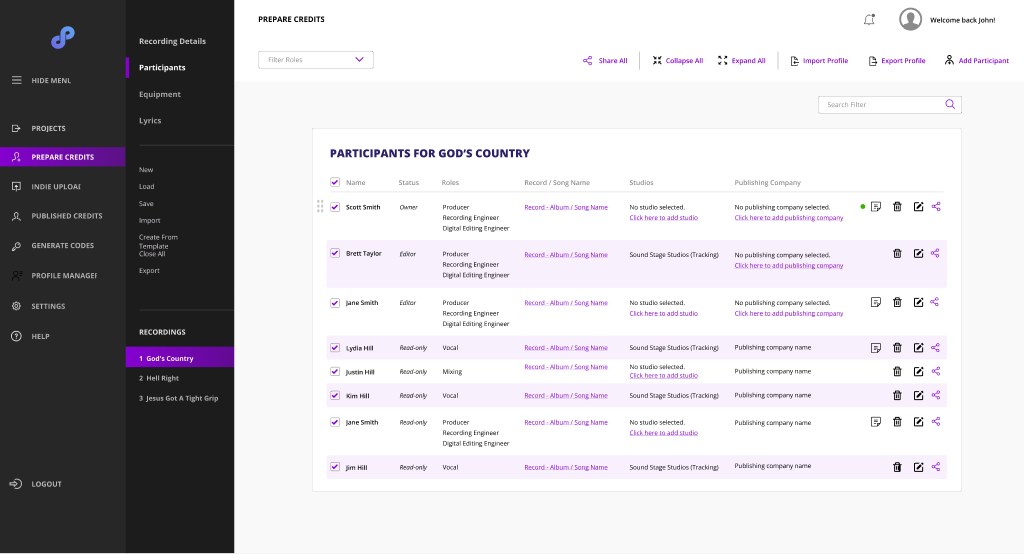 HIDE MENU
PROJECTS
PREPARE CREDITS
INDIE UPLOAI
PUBLISHED CREDITS
GENERATE CODES
PROFILE MANAGEI
SETTINGS
HELP
LOGOUT
Recording Details
Participants
Equipment
Lyrics
New
Load
Save
Import
Create From
Template
Close All
Export
RECORDINGS
1 God's Country
2 Hell Right
3 Jesus Got A Tight Grip
PREPARE CREDITS
Welcome back John!
Filter Roles
Share All
Collapse All
Expand All
Import Profile
Export Profile
Add Participant
Search Filter
PARTICIPANTS FOR GOD'S COUNTRY
Name Status Roles Record / Song Name Studios Publishing Company
Scott Smith Owner Producer Record - Album / Song Name No studio selected. No publishing company selected.
Recording Engineer Click here to add studio Click here to add publishing company
Digital Editing Engineer
Brett Taylor Editor Producer Record - Album / Song Name Sound Stage Studios (Tracking) No publishing company selected.
Recording Engineer Click here to add publishing company
Digital Editing Engineer
Jane Smith Editor Producer Record - Album / Song Name No studio selected. No publishing company selected.
Recording Engineer Click here to add studio Click here to add publishing company
Digital Editing Engineer
Lydia Hill Read-only Vocal Record - Album / Song Name Sound Stage Studios (Tracking) Publishing company name
Justin Hill Read-only Mixing Record - Album / Song Name No studio selected. Publishing company name
Click here to add studio
Kim Hill Read-only Vocal Record - Album / Song Name Sound Stage Studios (Tracking) Publishing company name
Jane Smith Read-only Producer Record - Album / Song Name No studio selected. Publishing company name
Recording Engineer Click here to add studio
Digital Editing Engineer
Jim Hill Read-only Vocal Record - Album / Song Name Sound Stage Studios (Tracking) Publishing company name